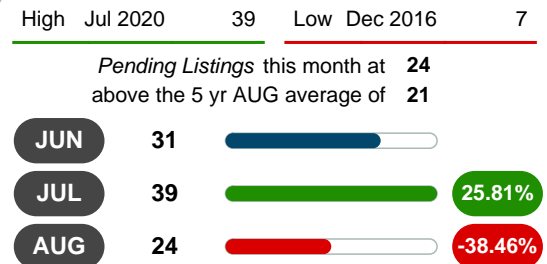 High Jul 2020 39 Low Dec 2016 7
Pending Listings this month at 24
above the 5 yr AUG average of 21
JUN 31
JUL 39 25.81%
AUG 24 -38.46%